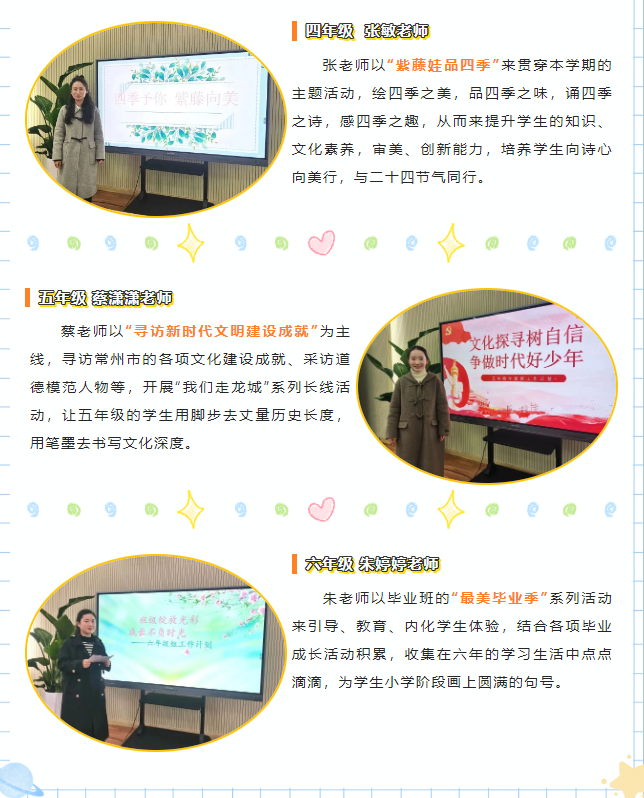 四年级 张敏老师
张老师以“紫藤娃品四季”来贯穿本学期的
主题活动，绘四季之美，品四季之味，诵四季
之诗，感四季之趣，从而来提升学生的知识、
文化素养，审美、创新能力，培养学生向诗心
向美行，与二十四节气同行。
四季予你 紫藤向美
五年级 蔡潇潇老师
蔡老师以“寻访新时代文明建设成就”为主
线，寻访常州市的各项文化建设成就、采访道
德模范人物等，开展“我们走龙城”系列长线活
动，让五年级的学生用脚步去丈量历史长度，
用笔墨去书写文化深度。
文化探寻树自信
争做时代好少年
六年级 朱婷婷老师
朱老师以毕业班的“最美毕业季”系列活动
来引导、教育、内化学生体验，结合各项毕业
成长活动积累，收集在六年的学习生活中点点
滴滴，为学生小学阶段画上圆满的句号。
班级绽放光彩
成长不负时光
——六年级组工作计划